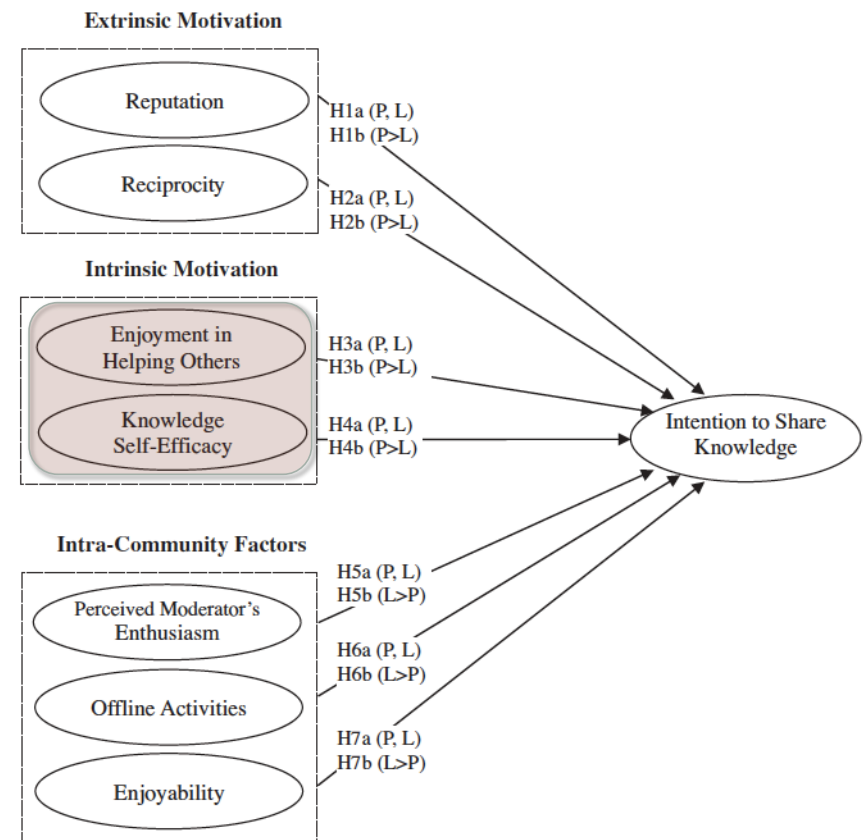 Extrinsic Motivation
Reputation
H1a (P, L)
H1b (P>L)
Reciprocity
H2a (P, L)
H2b (P>L)
Intrinsic Motivation
Enjoyment in
Helping Others
H3a (P, L)
H3b (P>L)
Knowledge
Self-Efficacy
H4a (P, L)
H4b (P>L)
Intention to Share
Knowledge
Intra-Community Factors
Perceived Moderator's
Enthusiasm
H5a (P, L)
H5b (L>P)
Offline Activities
H6a (P, L)
H6b (L>P)
Enjoyability
H7a (P, L)
H7b (L>P)